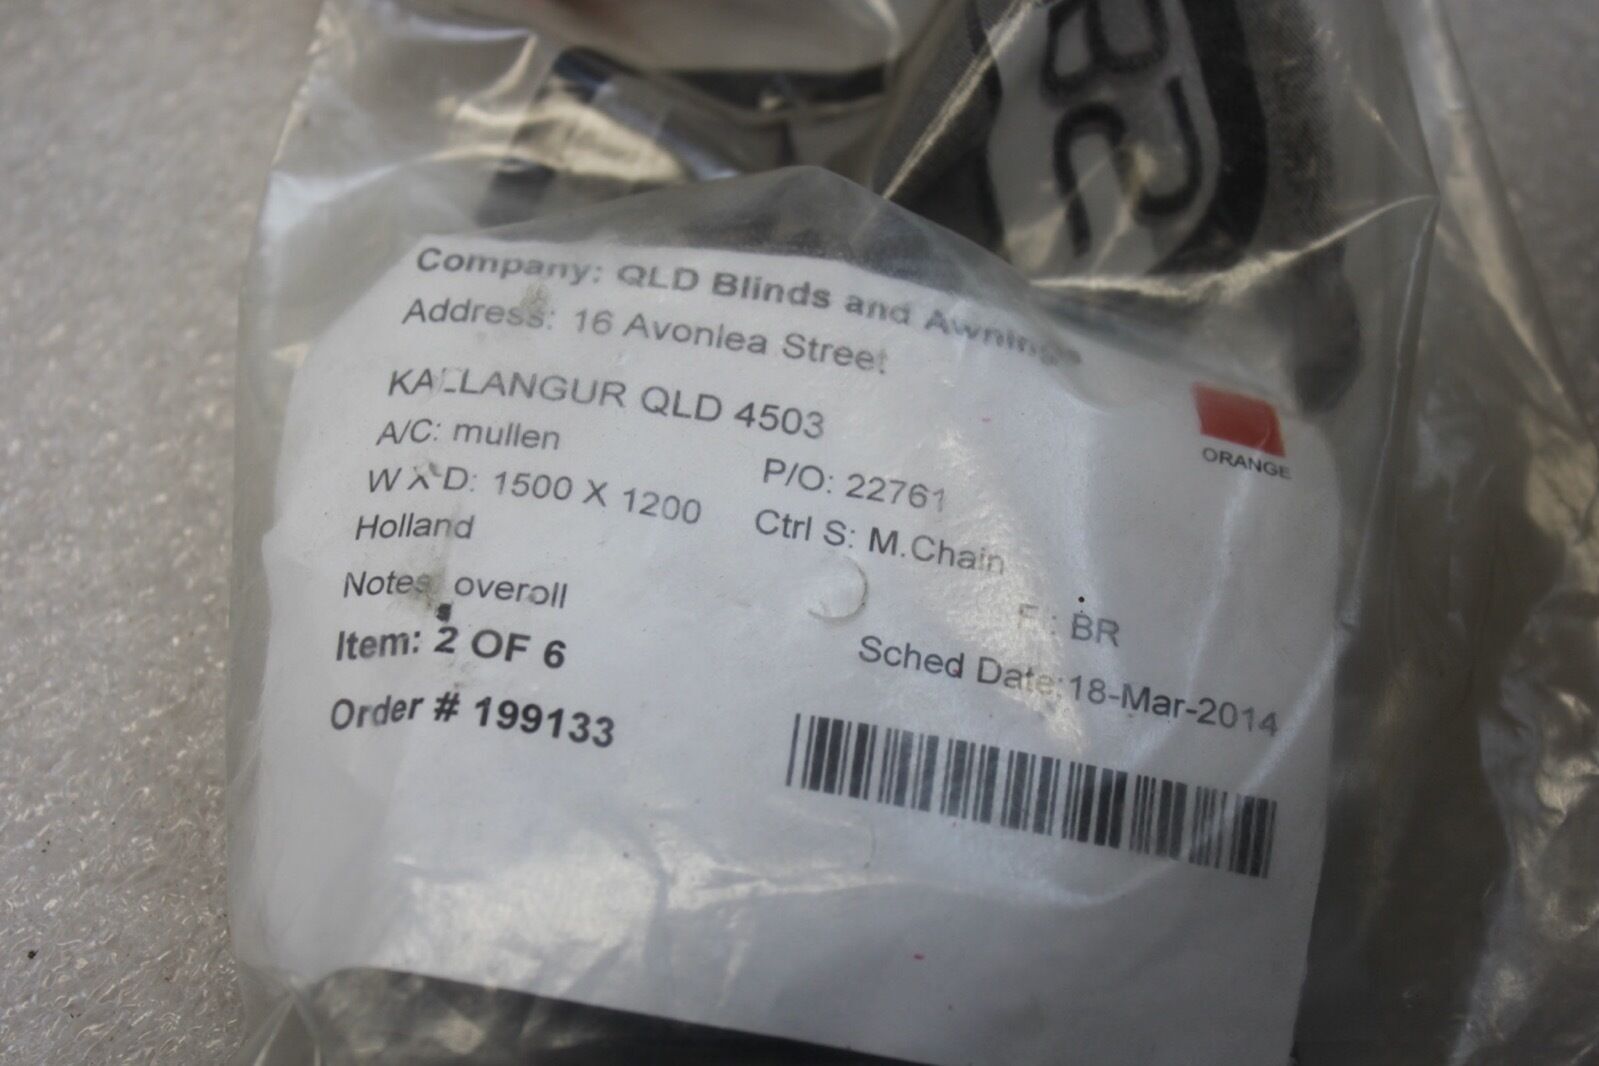 BC
Company: QLD Blinds and Awnings
Address: 16 Avonlea Street
KALLANGUR QLD 4503
ORANGE
A/C: mullen
P/O: 22761
W X D: 1500 X 1200
Ctrl S: M.Chain
Holland
Notes: overoll
: BR
Item: 2 OF 6
Sched Date:18-Mar-2014
Order # 199133